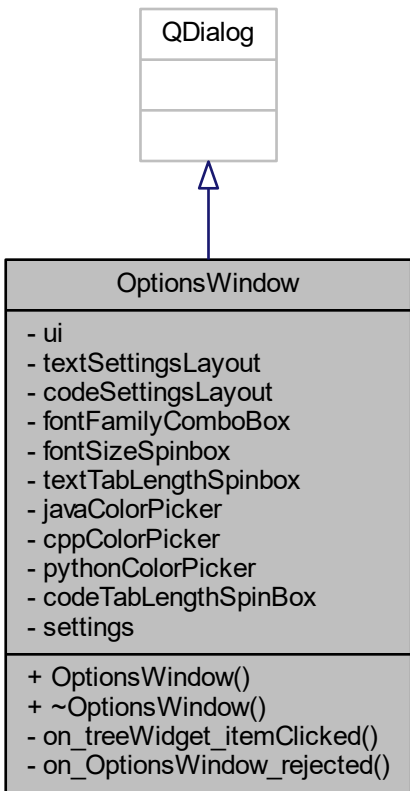 QDialog
OptionsWindow
- ui
- textSettingsLayout
- codeSettingsLayout
- fontFamilyComboBox
- fontSizeSpinbox
- textTabLengthSpinbox
- javaColorPicker
- cppColorPicker
- pythonColorPicker
- codeTabLengthSpinBox
- settings
+ OptionsWindow()
+ ~OptionsWindow()
- on_treeWidget_itemClicked()
- on_OptionsWindow_rejected()